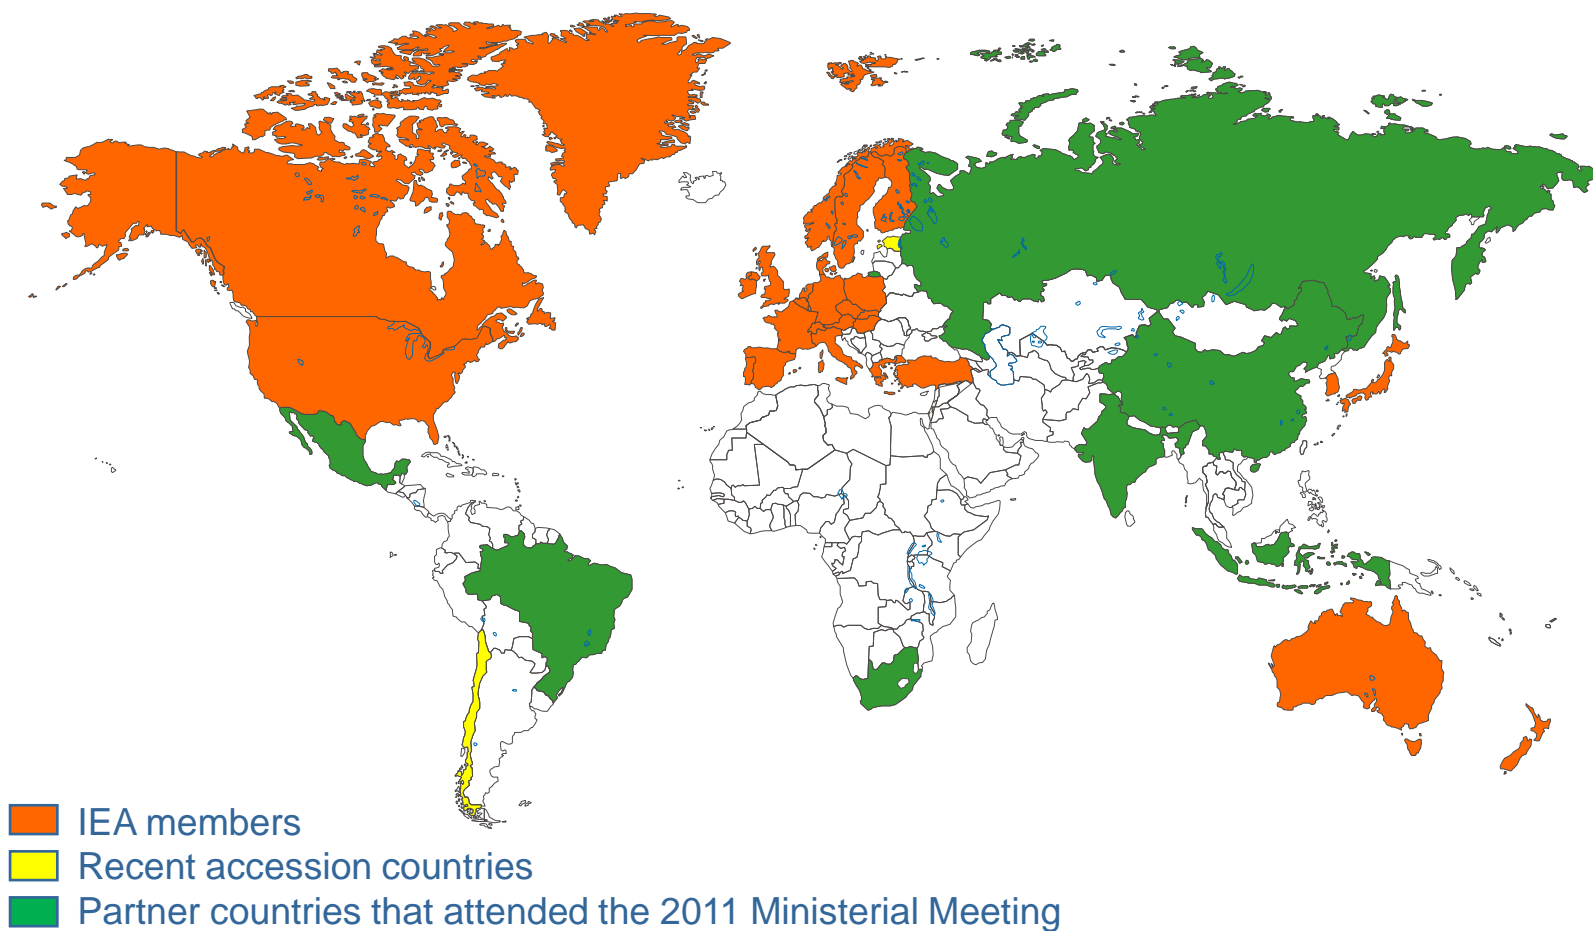 IEA members
Recent accession countries
Partner countries that attended the 2011 Ministerial Meeting